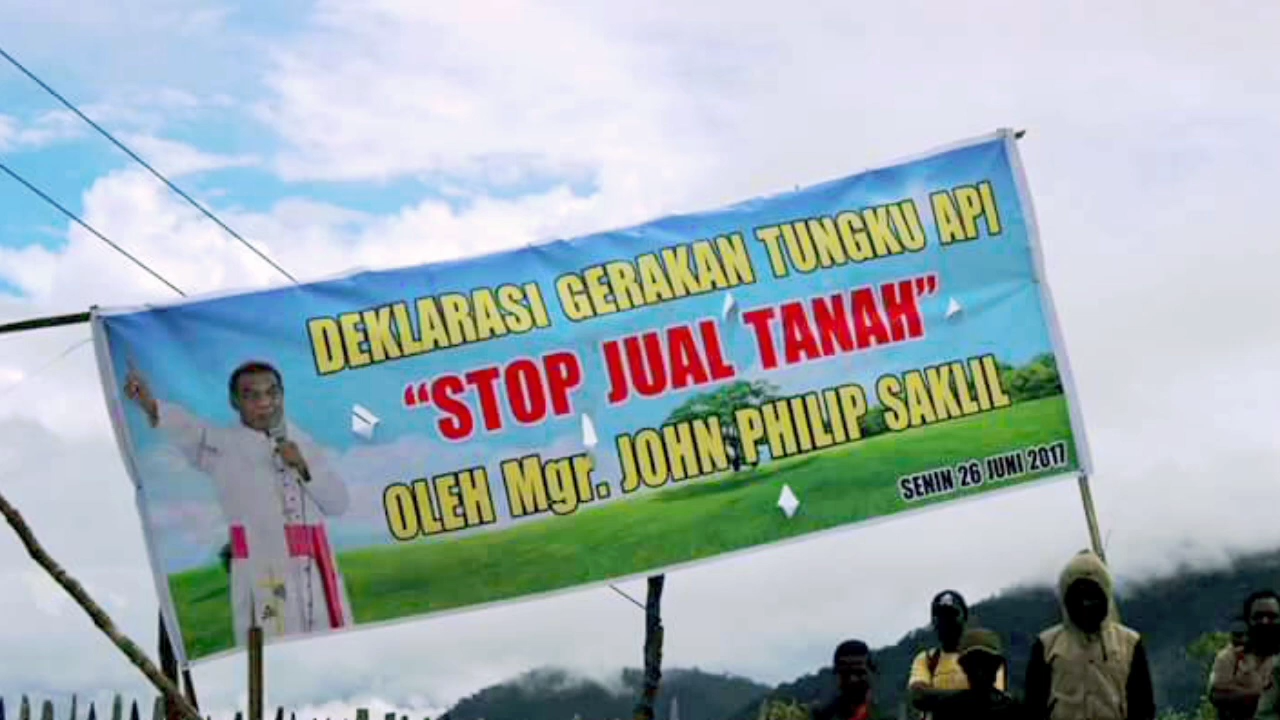 DEKLARASI GERAKAN TUNGKU API
“STOP JUAL TANAH”
OLEH Mgr. JOHN PHILIP SAKLIL
SENIN 26 JUNI 2017